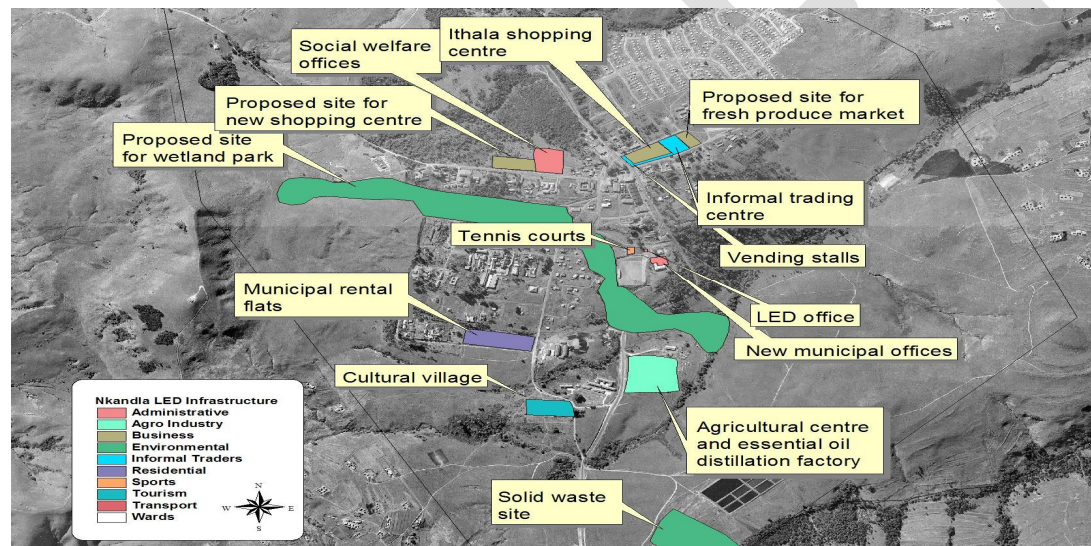 Social welfare
offices
Ithala shopping
centre
Proposed site for
new shopping centre
Proposed site for
fresh produce market
Proposed site
for wetland park
Informal trading
centre
Tennis courts
Vending stalls
Municipal rental
flats
LED office
New municipal offices
Cultural village
Agricultural centre
and essential oil
distillation factory
Solid waste
site
Nkandla LED Infrastructure
Administrative
Agro Industry
Business
Environmental
Informal Traders
Residential
Sports
Tourism
Transport
Wards
N
W
E
S